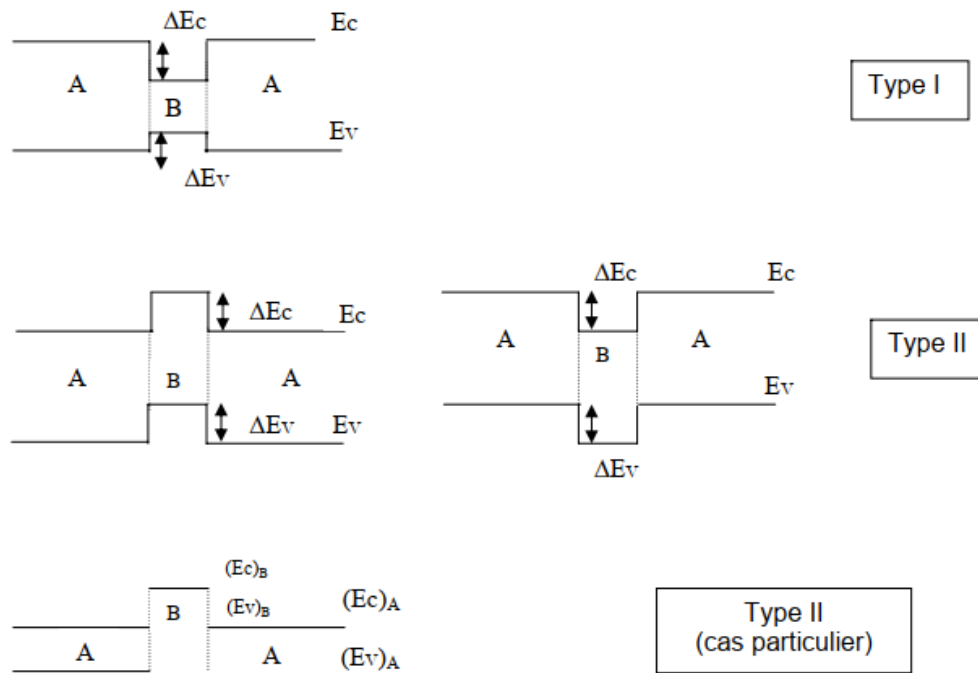 ΔEc Ec
A B A
Ev
ΔEv
Type I
ΔEc Ec
A B A
ΔEv Ev
ΔEc Ec
A B A
Ev
ΔEv
Type II
(Ec)B
B (Ev)B (Ec)A
A A (Ev)A
Type II
(cas particulier)